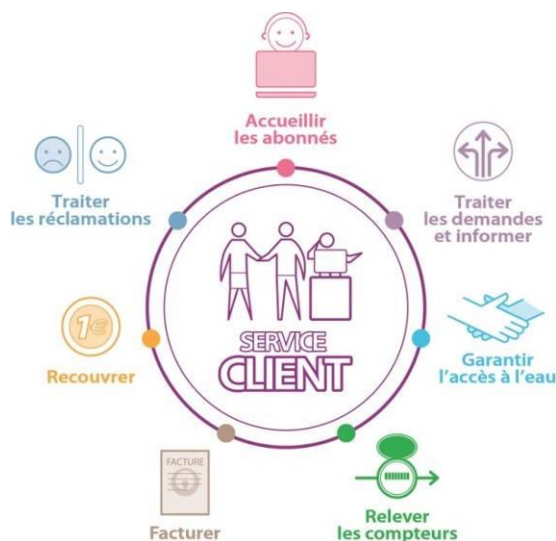 Accueillir
les abonnés
Traiter
les demandes
et informer
Garantir
l'accès à l'eau
Relever
les compteurs
FACTURE
Facturer
1€
Recouvrer
Traiter
les réclamations
SERVICE
CLIENT